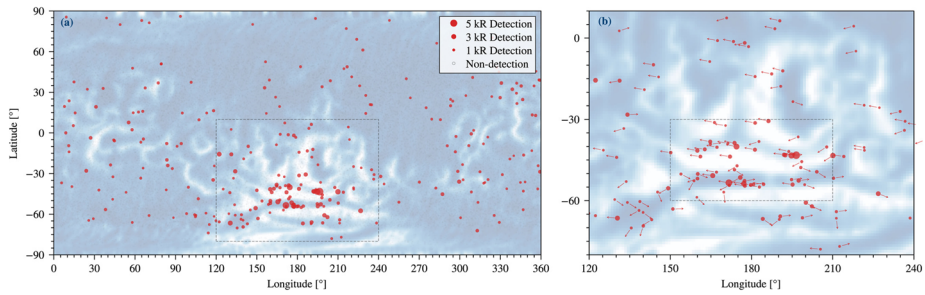 (a)
5 kR Detection
3 kR Detection
1 kR Detection
Non-detection
90
60
30
0
−30
−60
−90
Latitude [°]
0 30 60 90 120 150 180 210 240 270 300 330 360
Longitude [°]
(b)
0
−30
−60
120 150 180 210 240
Longitude [°]